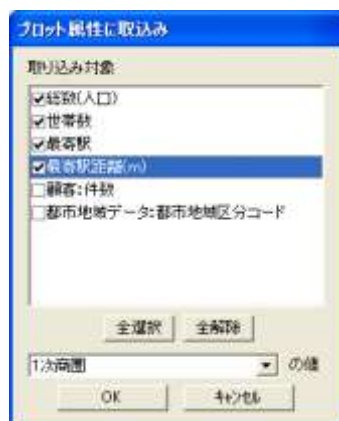 プロット属性に取込み
取り込み対象
総数(人口)
世帯数
最寄駅
最寄駅距離(m)
顧客:件数
都市地域データ:都市地域区分コード
全選択 全解除
1次商圏 の値
OK キャンセル